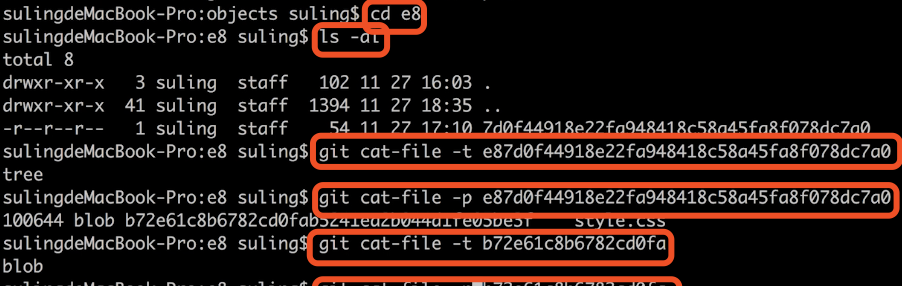 sulingdeMacBook-Pro:objects suling$ cd e8
sulingdeMacBook-Pro:e8 suling$ ls -al
total 8
drwxr-xr-x 3 suling staff 102 11 27 16:03 .
drwxr-xr-x 41 suling staff 1394 11 27 18:35 ..
-r--r--r-- 1 suling staff 54 11 27 17:10 7d0f44918e22fa948418c58a45fa8f078dc7a0
sulingdeMacBook-Pro:e8 suling$ git cat-file -t e87d0f44918e22fa948418c58a45fa8f078dc7a0
tree
sulingdeMacBook-Pro:e8 suling$ git cat-file -p e87d0f44918e22fa948418c58a45fa8f078dc7a0
100644 blob b72e61c8b6782cd0fab5241ea2b044d1fe05be3f style.css
sulingdeMacBook-Pro:e8 suling$ git cat-file -t b72e61c8b6782cd0fa
blob